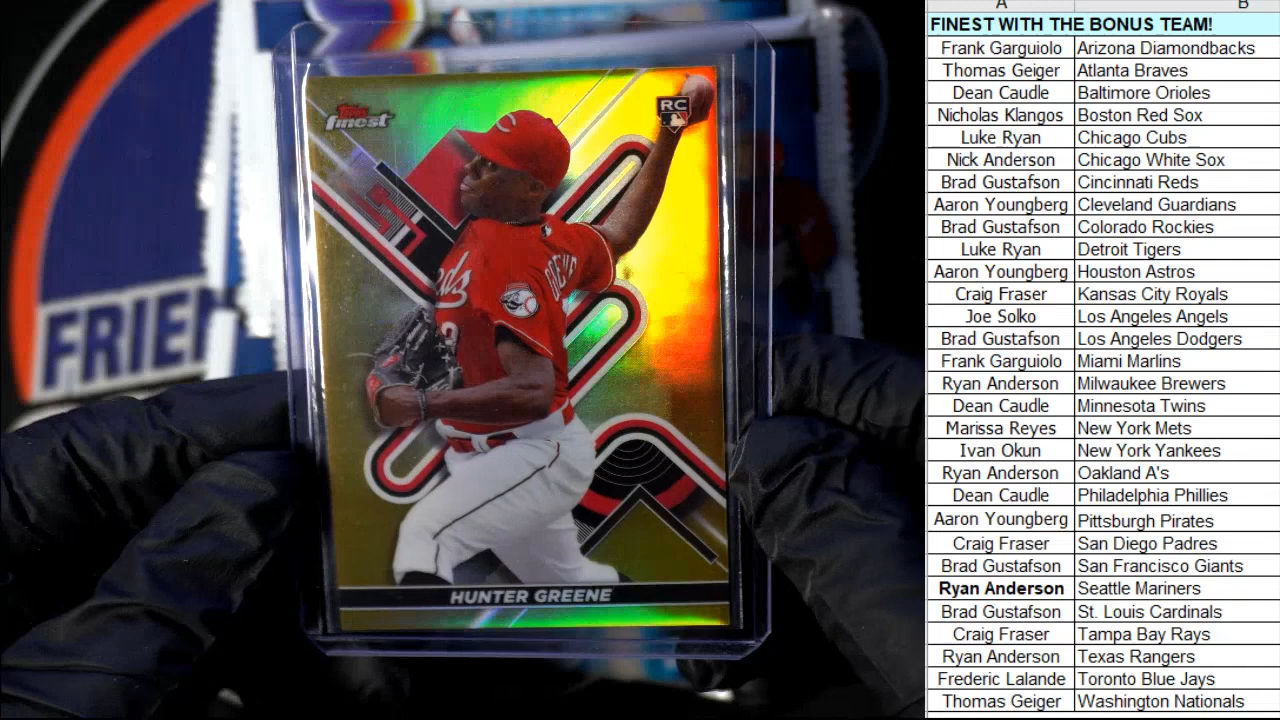 FRIEN
Topps
finest
RC
HUNTER GREENE
A B
FINEST WITH THE BONUS TEAM!
Frank Garguiolo Arizona Diamondbacks
Thomas Geiger Atlanta Braves
Dean Caudle Baltimore Orioles
Nicholas Klangos Boston Red Sox
Luke Ryan Chicago Cubs
Nick Anderson Chicago White Sox
Brad Gustafson Cincinnati Reds
Aaron Youngberg Cleveland Guardians
Brad Gustafson Colorado Rockies
Luke Ryan Detroit Tigers
Aaron Youngberg Houston Astros
Craig Fraser Kansas City Royals
Joe Solko Los Angeles Angels
Brad Gustafson Los Angeles Dodgers
Frank Garguiolo Miami Marlins
Ryan Anderson Milwaukee Brewers
Dean Caudle Minnesota Twins
Marissa Reyes New York Mets
Ivan Okun New York Yankees
Ryan Anderson Oakland A's
Dean Caudle Philadelphia Phillies
Aaron Youngberg Pittsburgh Pirates
Craig Fraser San Diego Padres
Brad Gustafson San Francisco Giants
Ryan Anderson Seattle Mariners
Brad Gustafson St. Louis Cardinals
Craig Fraser Tampa Bay Rays
Ryan Anderson Texas Rangers
Frederic Lalande Toronto Blue Jays
Thomas Geiger Washington Nationals